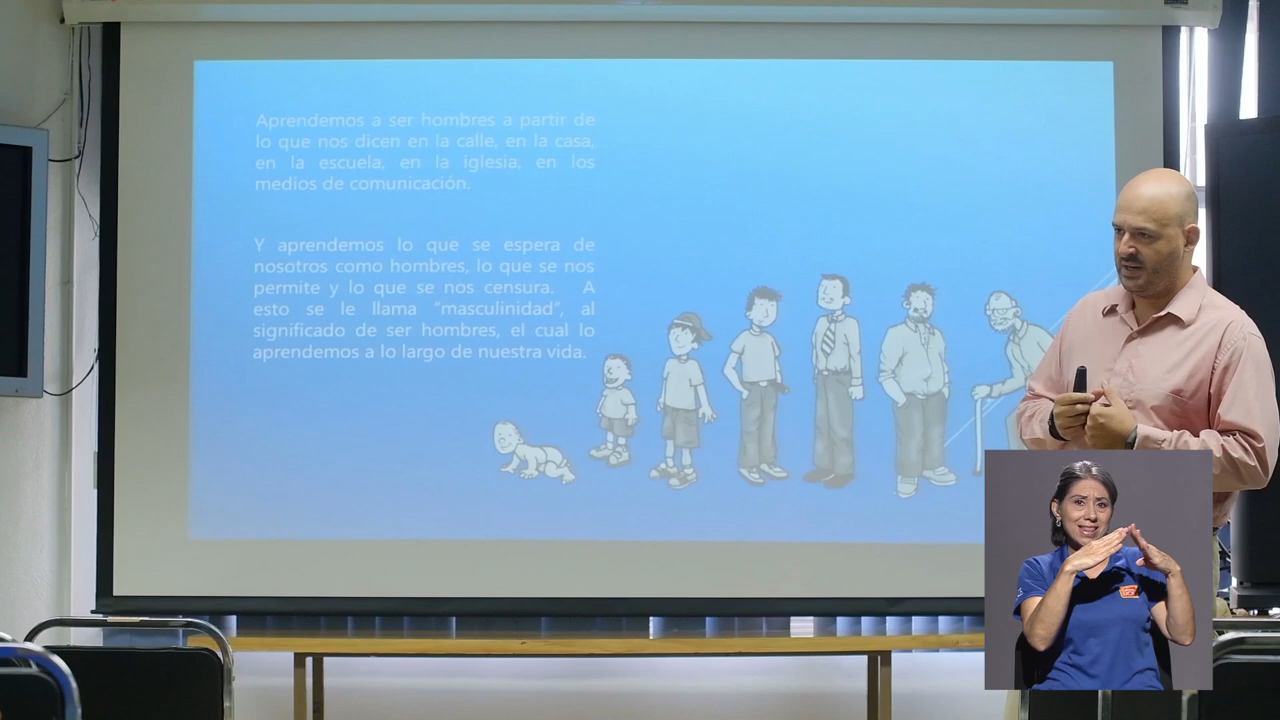 Aprendemos a ser hombres a partir de
lo que nos dicen en la calle, en la casa,
en la escuela, en la iglesia, en los
medios de comunicación.
Y aprendemos lo que se espera de
nosotros como hombres, lo que se nos
permite y lo que se nos censura. A
esto se le llama "masculinidad", al
significado de ser hombres, el cual lo
aprendemos a lo largo de nuestra vida.